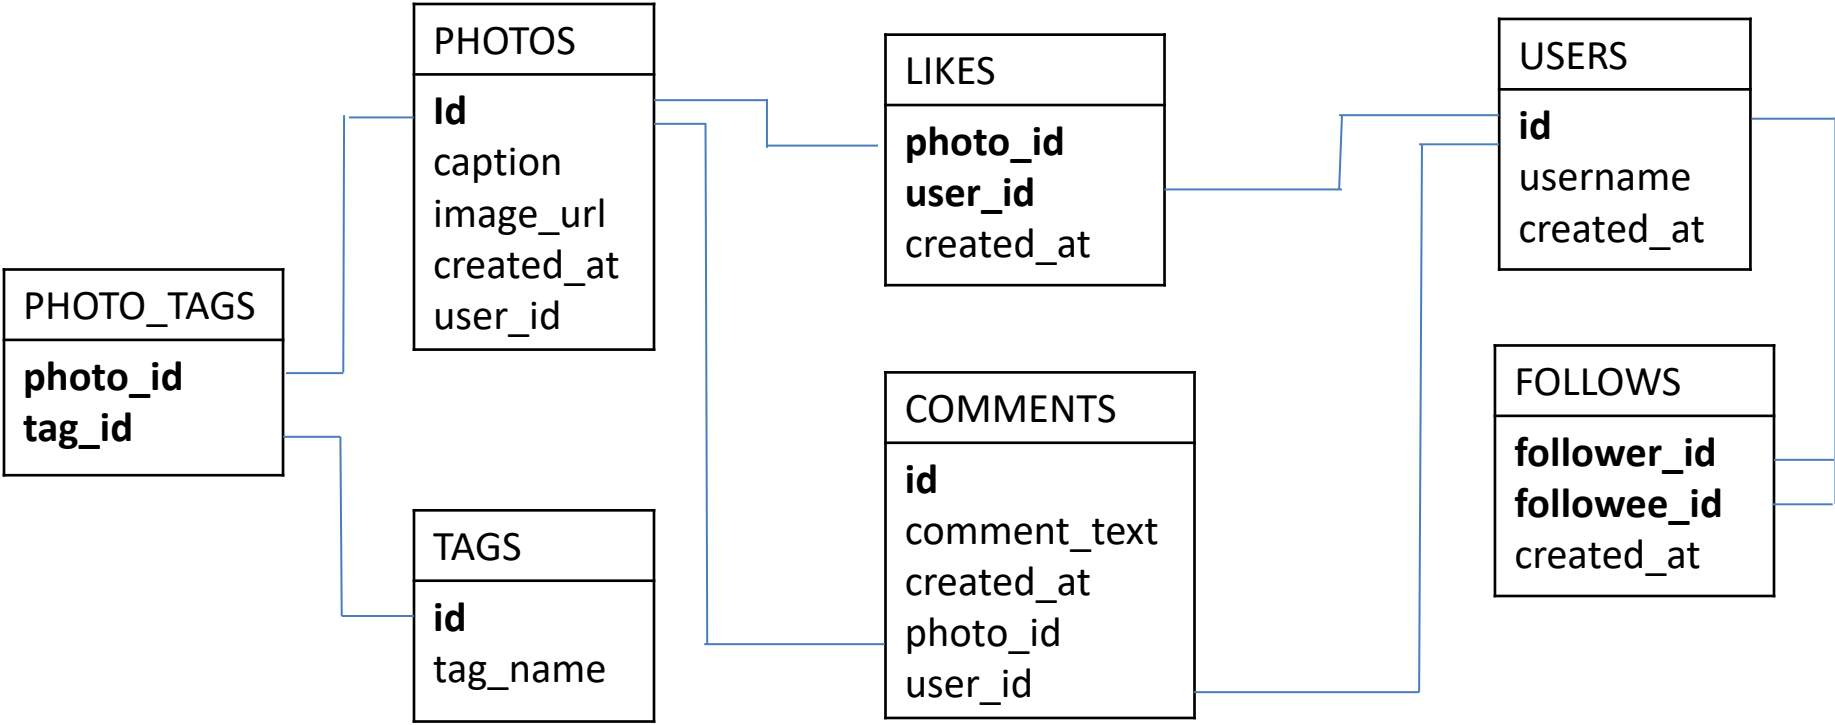 PHOTOS
Id
caption
image_url
created_at
user_id
LIKES
photo_id
user_id
created_at
USERS
id
username
created_at
PHOTO_TAGS
photo_id
tag_id
TAGS
id
tag_name
COMMENTS
id
comment_text
created_at
photo_id
user_id
FOLLOWS
follower_id
followee_id
created_at